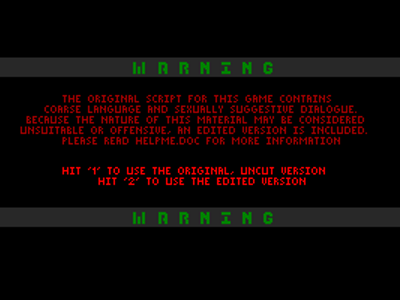 WARNING
THE ORIGINAL SCRIPT FOR THIS GAME CONTAINS
COARSE LANGUAGE AND SEXUALLY SUGGESTIVE DIALOGUE.
BECAUSE THE NATURE OF THIS MATERIAL MAY BE CONSIDERED
UNSUITABLE OR OFFENSIVE, AN EDITED VERSION IS INCLUDED.
PLEASE READ HELPME.DOC FOR MORE INFORMATION
HIT '1' TO USE THE ORIGINAL, UNCUT VERSION
HIT '2' TO USE THE EDITED VERSION
WARNING